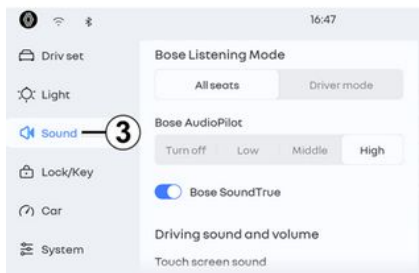 16:47
Driv set
Light
Sound
3
Lock/Key
Car
System
Bose Listening Mode
All seats Driver mode
Bose AudioPilot
Turn off Low Middle High
Bose SoundTrue
Driving sound and volume
Touch screen sound